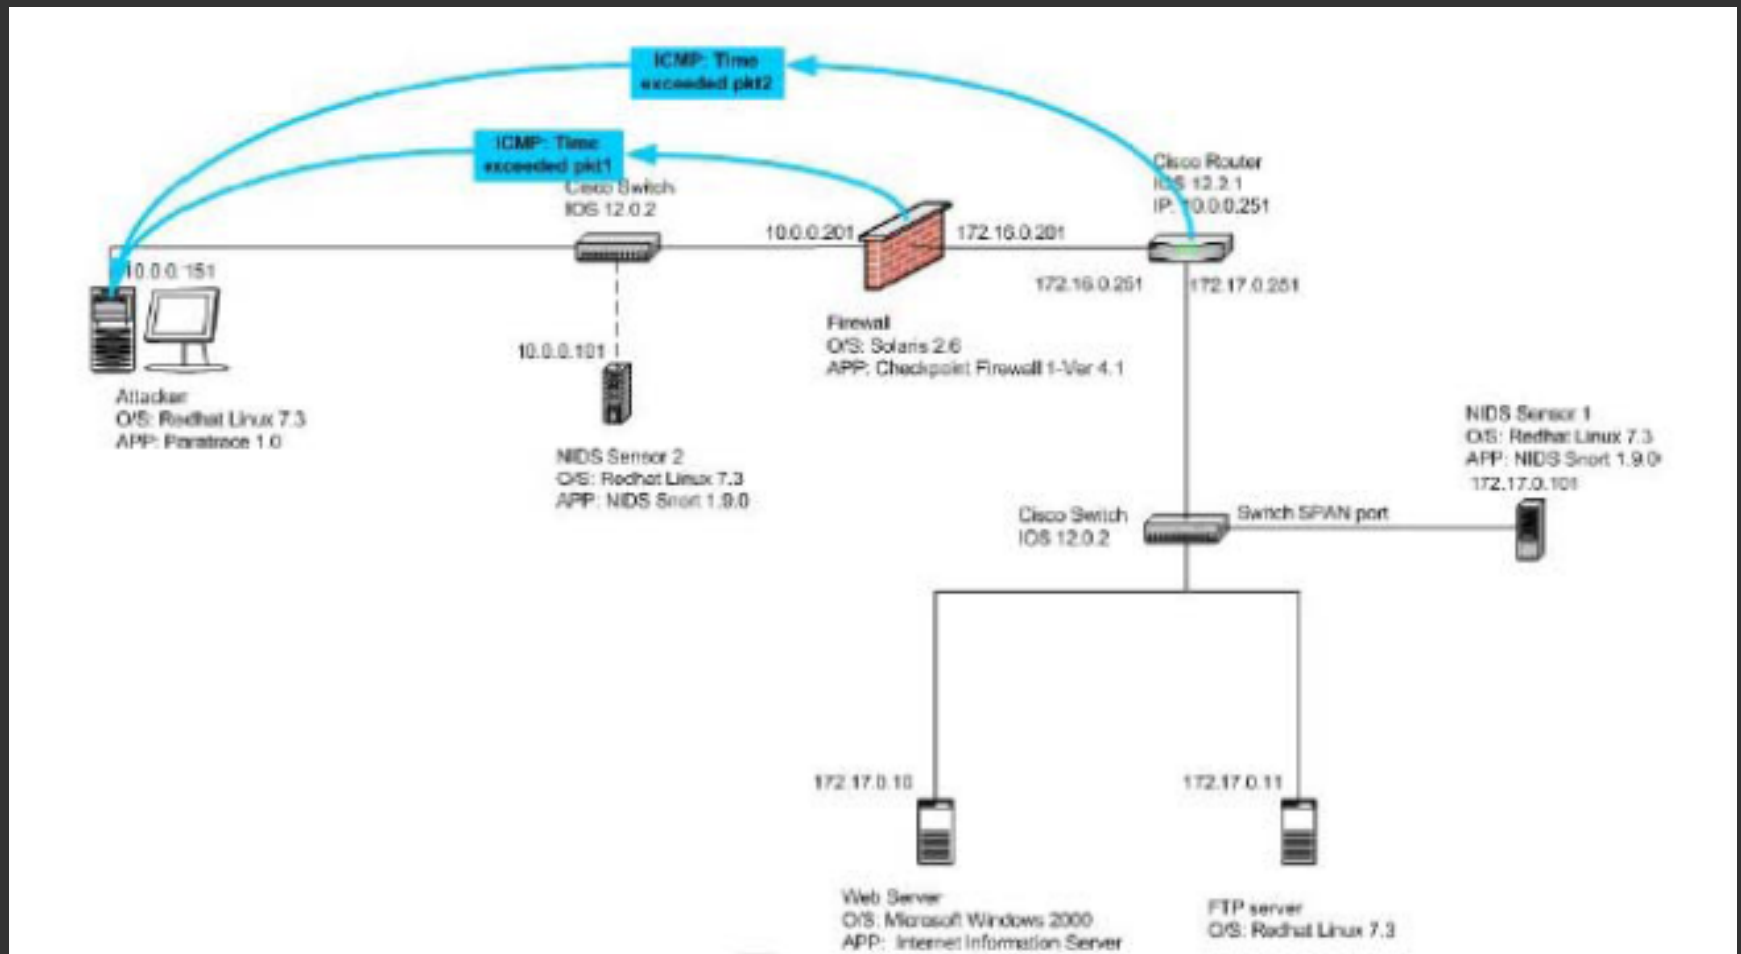 ICMP: Time
exceeded pkt2
ICMP: Time
exceeded pkt1
Cisco Switch
IOS 12.0.2
Cisco Router
IOS 12.2.1
IP: 10.0.0.251
10.0.0.201
172.16.0.201
10.0.0.151
172.16.0.251
172.17.0.251
Firewall
O/S: Solaris 2.6
APP: Checkpoint Firewall 1-Ver 4.1
10.0.0.101
Attacker
O/S: Redhat Linux 7.3
APP: Paratrace 1.0
NIDS Sensor 2
O/S: Redhat Linux 7.3
APP: NIDS Snort 1.9.0
NIDS Sensor 1
O/S: Redhat Linux 7.3
APP: NIDS Snort 1.9.0
172.17.0.101
Cisco Switch
IOS 12.0.2
Switch SPAN port
172.17.0.10
172.17.0.11
Web Server
O/S: Microsoft Windows 2000
APP: Internet Information Server
FTP server
O/S: Redhat Linux 7.3